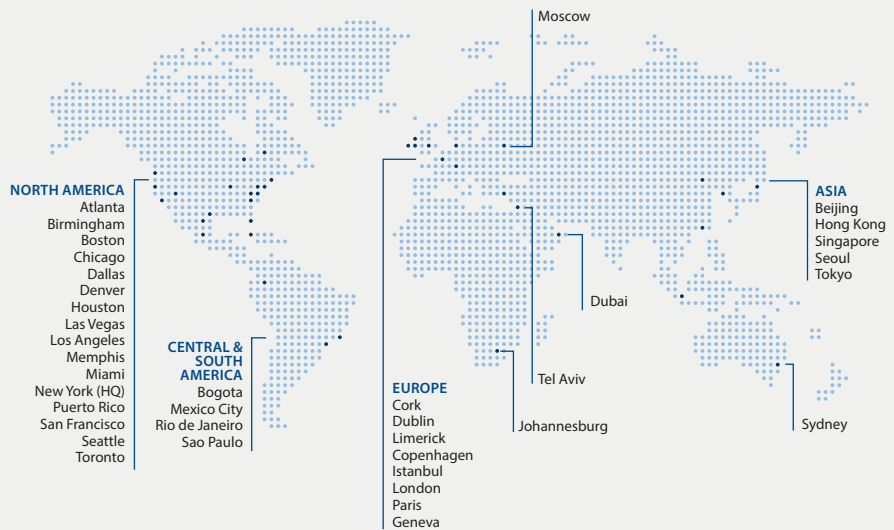 Moscow
NORTH AMERICA
Atlanta
Birmingham
Boston
Chicago
Dallas
Denver
Houston
Las Vegas
Los Angeles
Memphis
Miami
New York (HQ)
Puerto Rico
San Francisco
Seattle
Toronto
CENTRAL &
SOUTH
AMERICA
Bogota
Mexico City
Rio de Janeiro
Sao Paulo
EUROPE
Cork
Dublin
Limerick
Copenhagen
Istanbul
London
Paris
Geneva
Johannesburg
Tel Aviv
Dubai
ASIA
Beijing
Hong Kong
Singapore
Seoul
Tokyo
Sydney